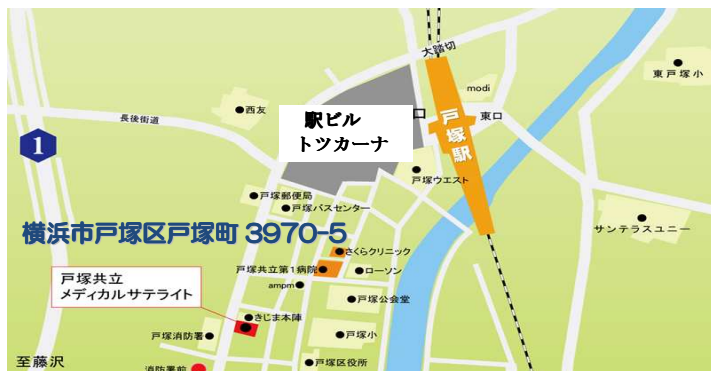 大踏切
東戸塚小
modi
西友
駅ビル
トツカーナ
長後街道
口
東口
戸塚駅
1
戸塚ウエスト
戸塚郵便局
戸塚バスセンター
サンテラスユニー
横浜市戸塚区戸塚町 3970-5
さくらクリニック
戸塚共立第1病院
ローソン
戸塚共立
メディカルサテライト
ampm
戸塚公会堂
きじま本陣
戸塚消防署
戸塚小
至藤沢
戸塚区役所
消防署前